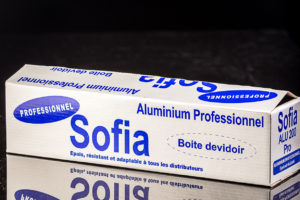 PROFESSIONNEL
Aluminium Professionnel
Boite devidoir
Sofia
PROFESSIONNEL
Aluminium Professionnel
Sofia
Boite devidoir
Epais, résistant et adaptable à tous les distributeurs
Sofia
ALU 200
Pro